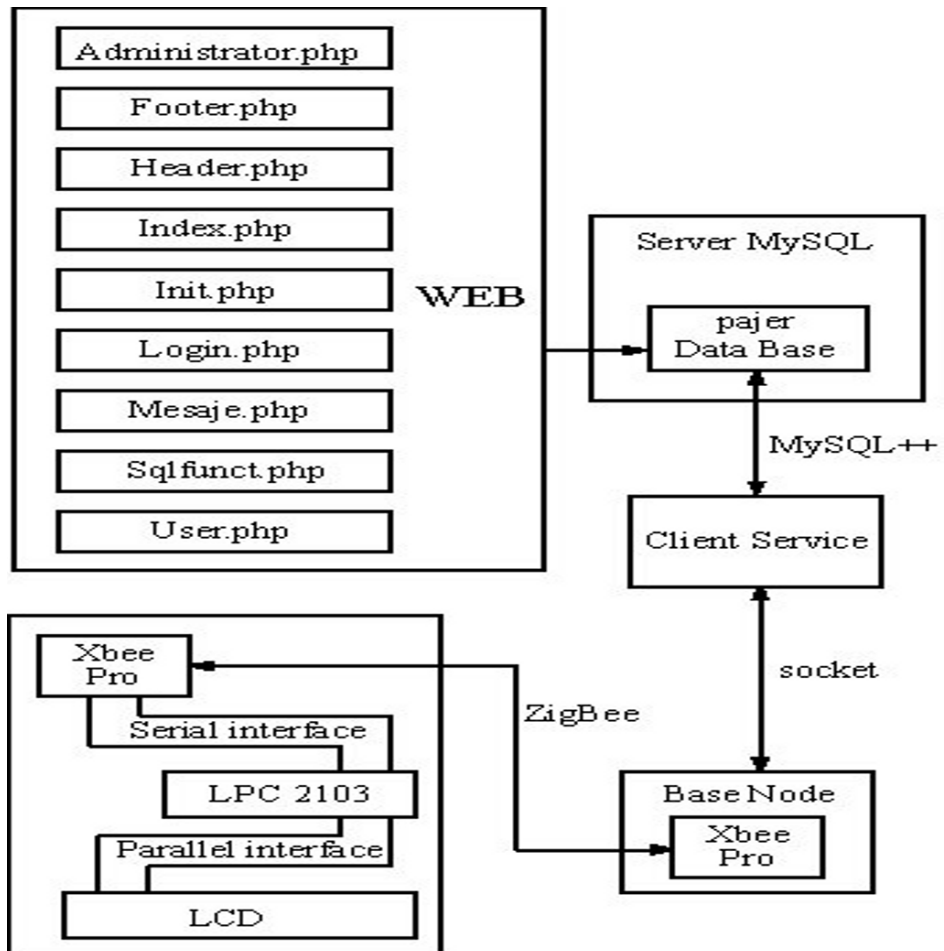 Administrator.php
Footer.php
Header.php
Index.php
Init.php
Login.php
Mesaje.php
Sqlfunct.php
User.php
WEB
Server MySQL
pajer
Data Base
MySQL++
Client Service
socket
ZigBee
Base Node
Xbee
Pro
Xbee
Pro
Serial interface
LPC 2103
Parallel interface
LCD